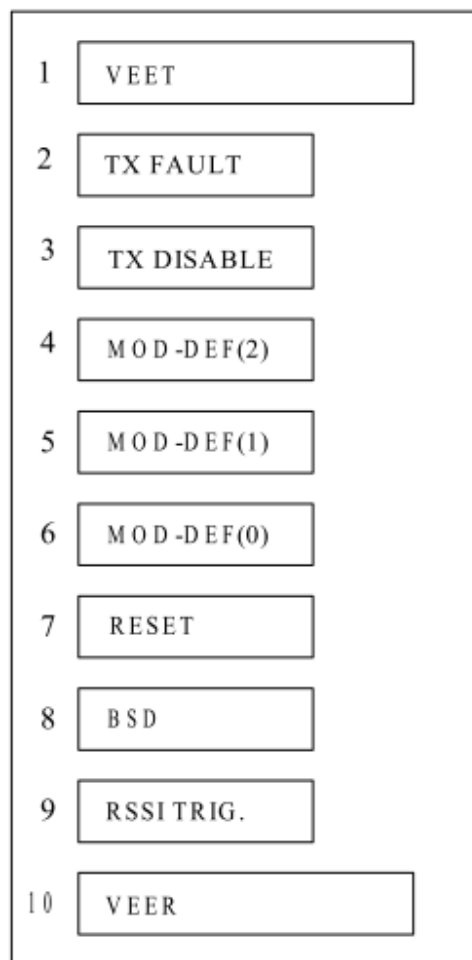 1 VEET
2 TX FAULT
3 TX DISABLE
4 MOD-DEF(2)
5 MOD-DEF(1)
6 MOD-DEF(0)
7 RESET
8 BSD
9 RSSI TRIG.
10 VEER